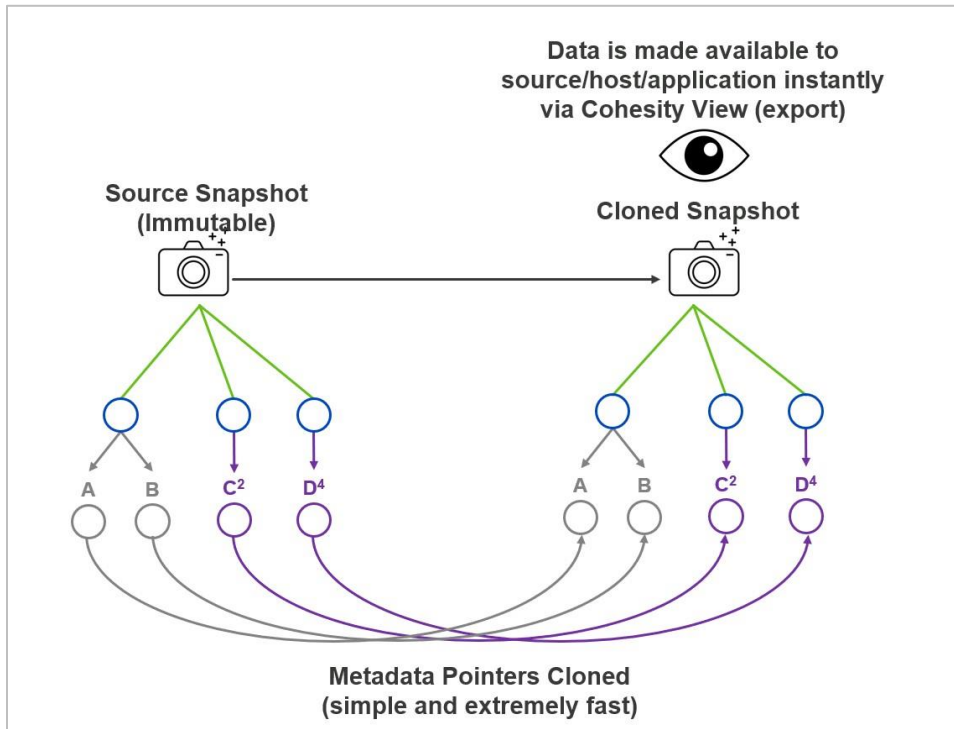 Data is made available to
source/host/application instantly
via Cohesity View (export)
Source Snapshot
(Immutable)
Cloned Snapshot
A B C² D⁴ A B C² D⁴
Metadata Pointers Cloned
(simple and extremely fast)